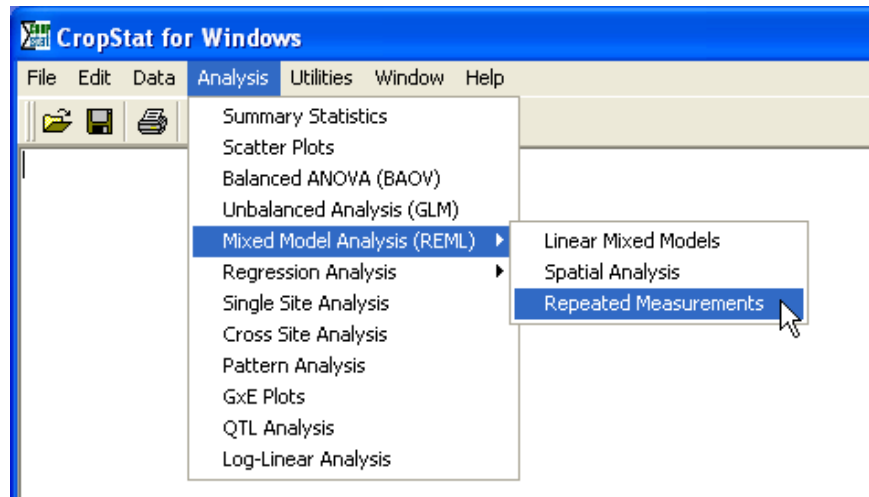 CropStat for Windows
File Edit Data Analysis Utilities Window Help
Summary Statistics
Scatter Plots
Balanced ANOVA (BAOV)
Unbalanced Analysis (GLM)
Mixed Model Analysis (REML)
Linear Mixed Models
Regression Analysis
Spatial Analysis
Single Site Analysis
Repeated Measurements
Cross Site Analysis
Pattern Analysis
GxE Plots
QTL Analysis
Log-Linear Analysis